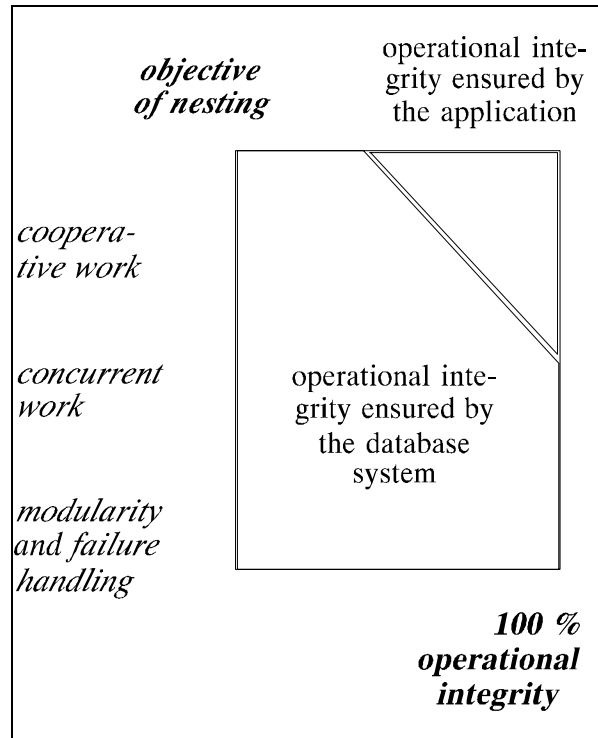 objective
of nesting
operational inte-
grity ensured by
the application
coopera-
tive work
concurrent
work
operational inte-
grity ensured by
the database
system
modularity
and failure
handling
100 %
operational
integrity